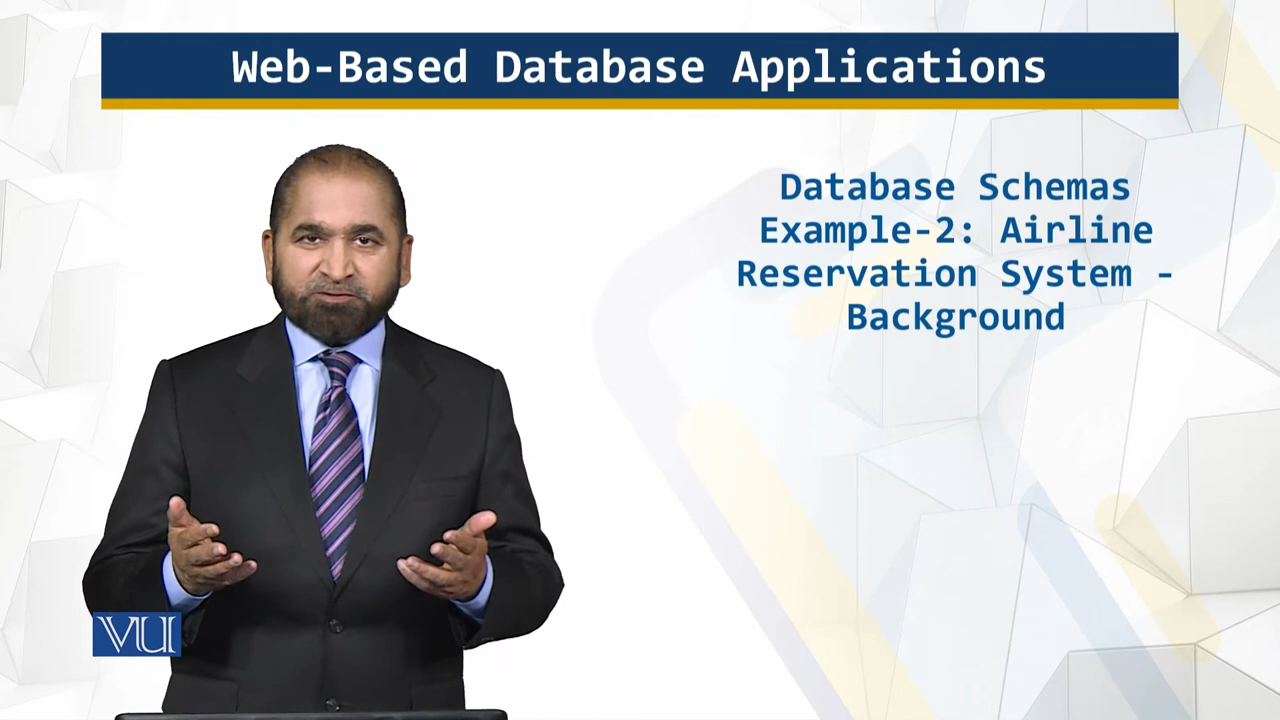 Web-Based Database Applications
Database Schemas
Example-2: Airline
Reservation System -
Background
VU